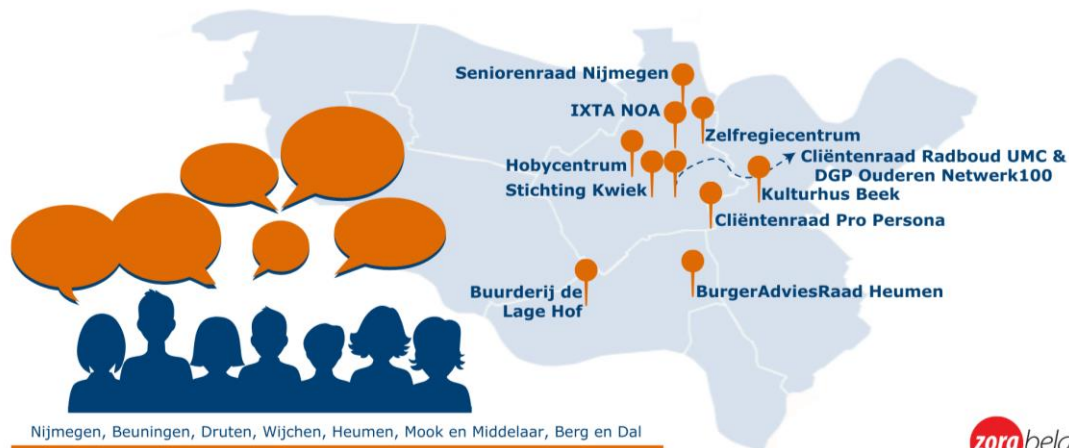 Seniorenraad Nijmegen
IXTA NOA
Zelfregiecentrum
Hobycentrum
Cliëntenraad Radboud UMC &
DGP Ouderen Netwerk100
Stichting Kwiek
Kulturhus Beek
Cliëntenraad Pro Persona
Buurderij de
Lage Hof
BurgerAdviesRaad Heumen
Nijmegen, Beuningen, Druten, Wijchen, Heumen, Mook en Middelaar, Berg en Dal